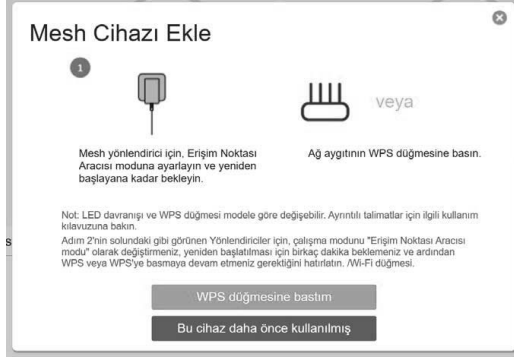 Mesh Cihazı Ekle
1
veya
Mesh yönlendirici için, Erişim Noktası
Aracısı moduna ayarlayın ve yeniden
başlayana kadar bekleyin.
Ağ aygıtının WPS düğmesine basın.
Not: LED davranışı ve WPS düğmesi modele göre değişebilir. Ayrıntılı talimatlar için ilgili kullanım
kılavuzuna bakın.
Adım 2'nin solundaki gibi görünen Yönlendiriciler için, çalışma modunu "Erişim Noktası Aracısı
modu" olarak değiştirmeniz, yeniden başlatılması için birkaç dakika beklemeniz ve ardından
WPS veya WPS'ye basmaya devam etmeniz gerektiğini hatırlatın. /Wi-Fi düğmesi.
WPS düğmesine bastım
Bu cihaz daha önce kullanılmış